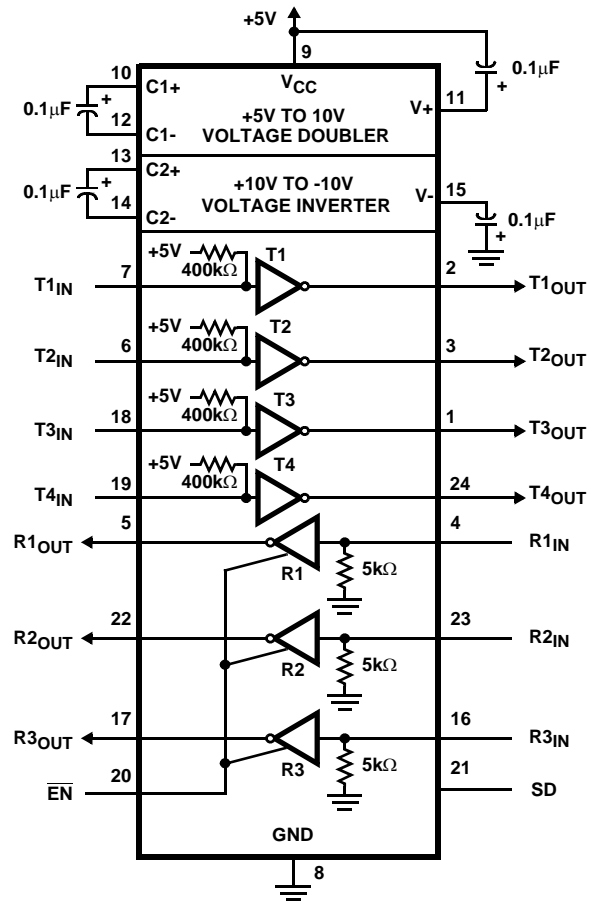 +5V
9
VCC
10
C1+
0.1µF
+
12
C1-
+5V TO 10V
VOLTAGE DOUBLER
V+
11
0.1µF
+
13
C2+
0.1µF
+
14
C2-
+10V TO -10V
VOLTAGE INVERTER
V-
15
0.1µF
+
T1IN
7
+5V
400kΩ
T1
2
T1OUT
T2IN
6
+5V
400kΩ
T2
3
T2OUT
T3IN
18
+5V
400kΩ
T3
1
T3OUT
T4IN
19
+5V
400kΩ
T4
24
T4OUT
R1OUT
5
R1
5kΩ
4
R1IN
R2OUT
22
R2
5kΩ
23
R2IN
R3OUT
17
R3
5kΩ
16
R3IN
E̅N̅
20
21
SD
GND
8